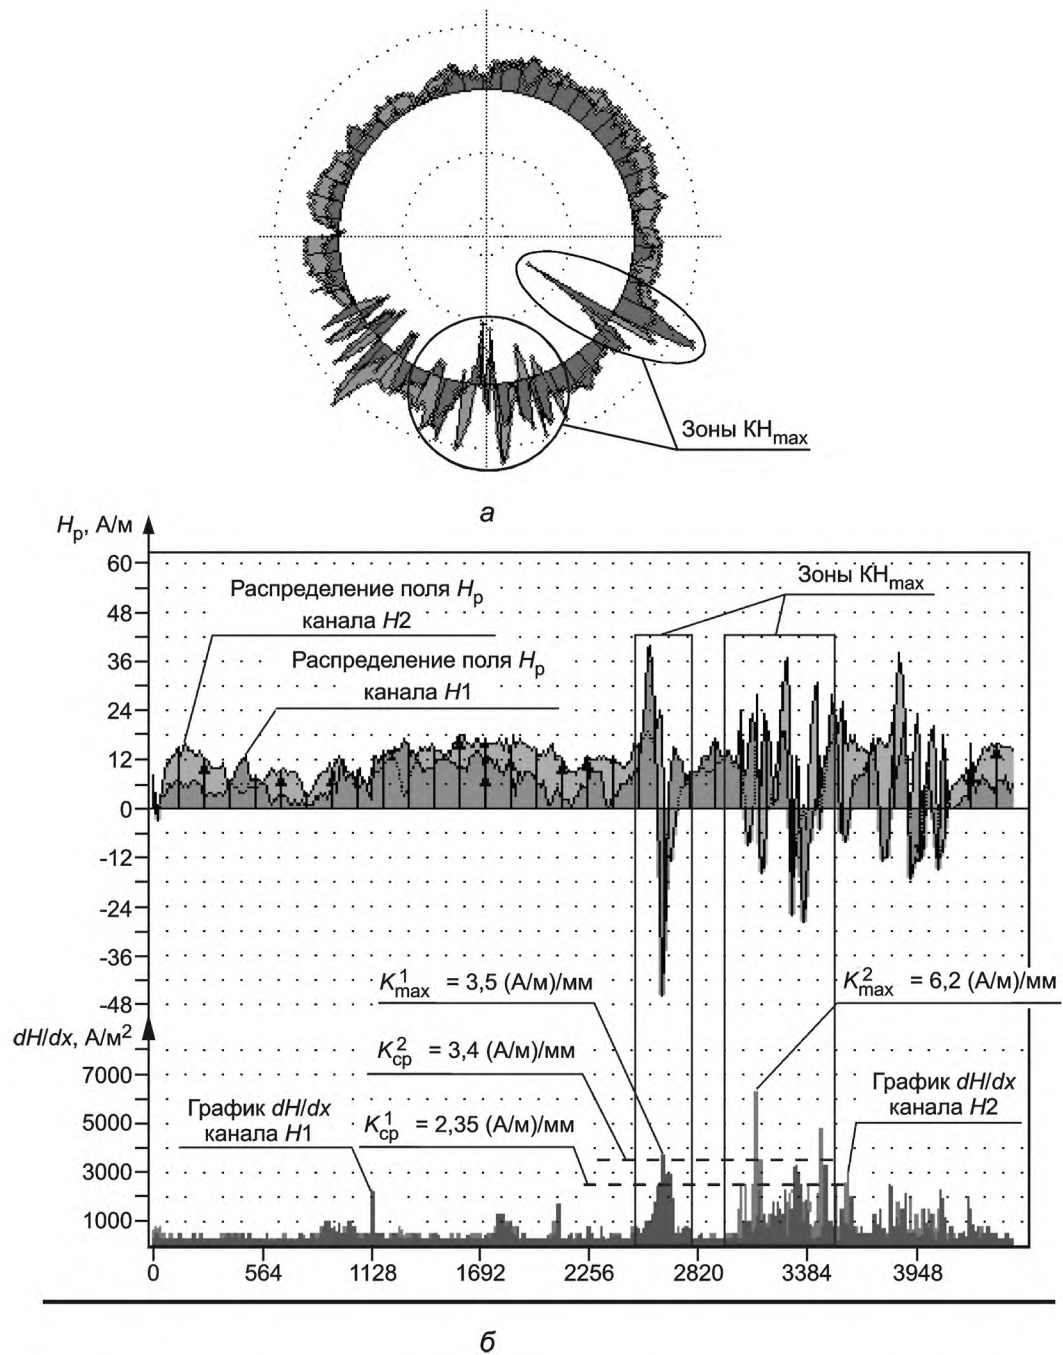 Зоны КНmax
а
Hр, А/м
60
48
36
24
12
0
-12
-24
-36
-48
Распределение поля Hр
канала H2
Распределение поля Hр
канала H1
Зоны КНmax
K1max = 3,5 (А/м)/мм
K2max = 6,2 (А/м)/мм
dH/dx, А/м2
K2ср = 3,4 (А/м)/мм
K1ср = 2,35 (А/м)/мм
График dH/dx
канала H1
График dH/dx
канала H2
7000
5000
3000
1000
0 564 1128 1692 2256 2820 3384 3948
б